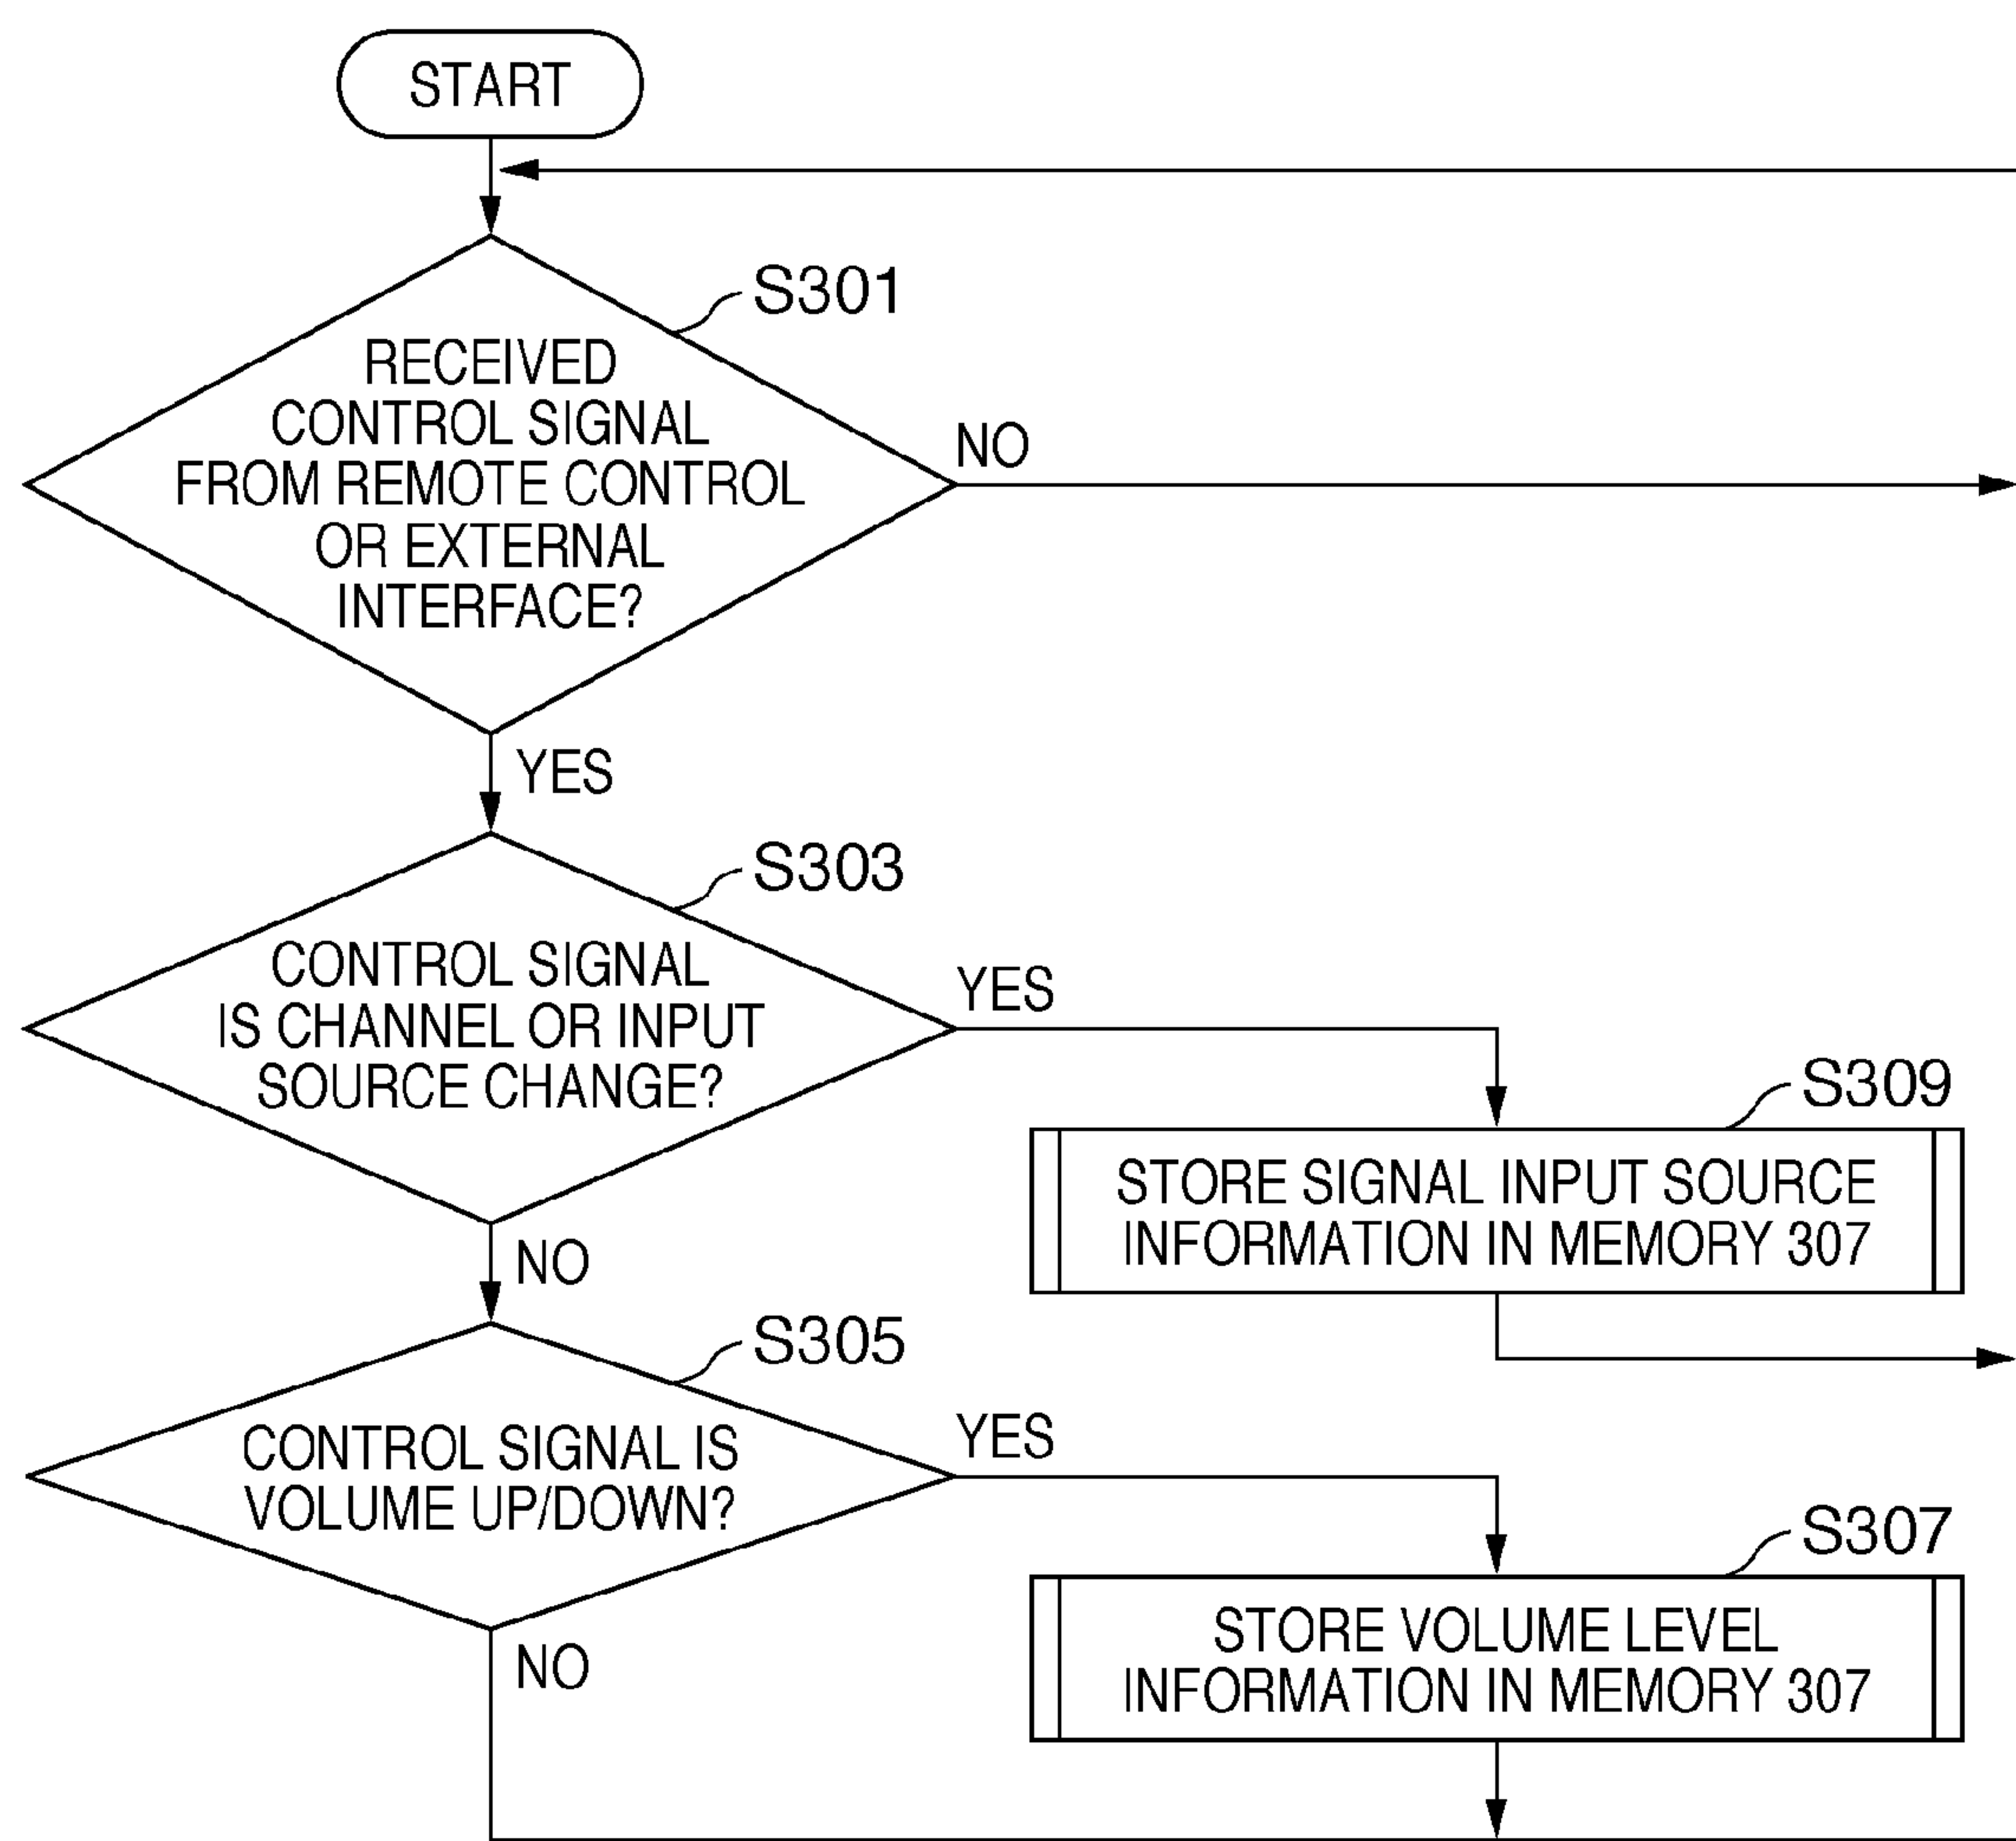 START
S301
RECEIVED
CONTROL SIGNAL
FROM REMOTE CONTROL
OR EXTERNAL
INTERFACE?
NO
YES
S303
CONTROL SIGNAL
IS CHANNEL OR INPUT
SOURCE CHANGE?
YES
S309
STORE SIGNAL INPUT SOURCE
INFORMATION IN MEMORY 307
NO
S305
CONTROL SIGNAL IS
VOLUME UP/DOWN?
YES
S307
STORE VOLUME LEVEL
INFORMATION IN MEMORY 307
NO